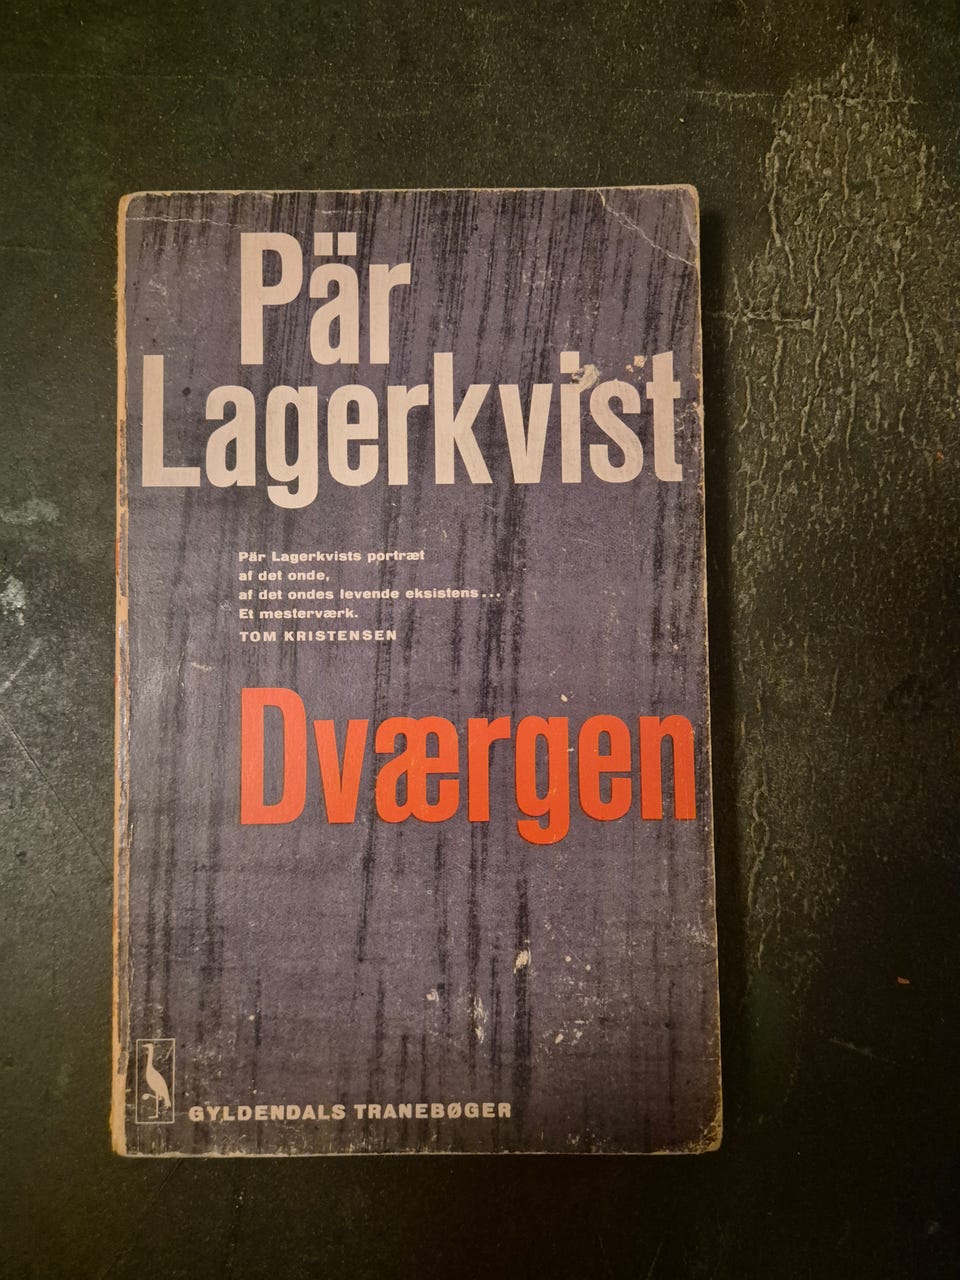 Pär
Lagerkvist
Pär Lagerkvists portræt
af det onde,
af det ondes levende eksistens...
Et mesterværk.
TOM KRISTENSEN
Dværgen
GYLDENDALS TRANEBØGER